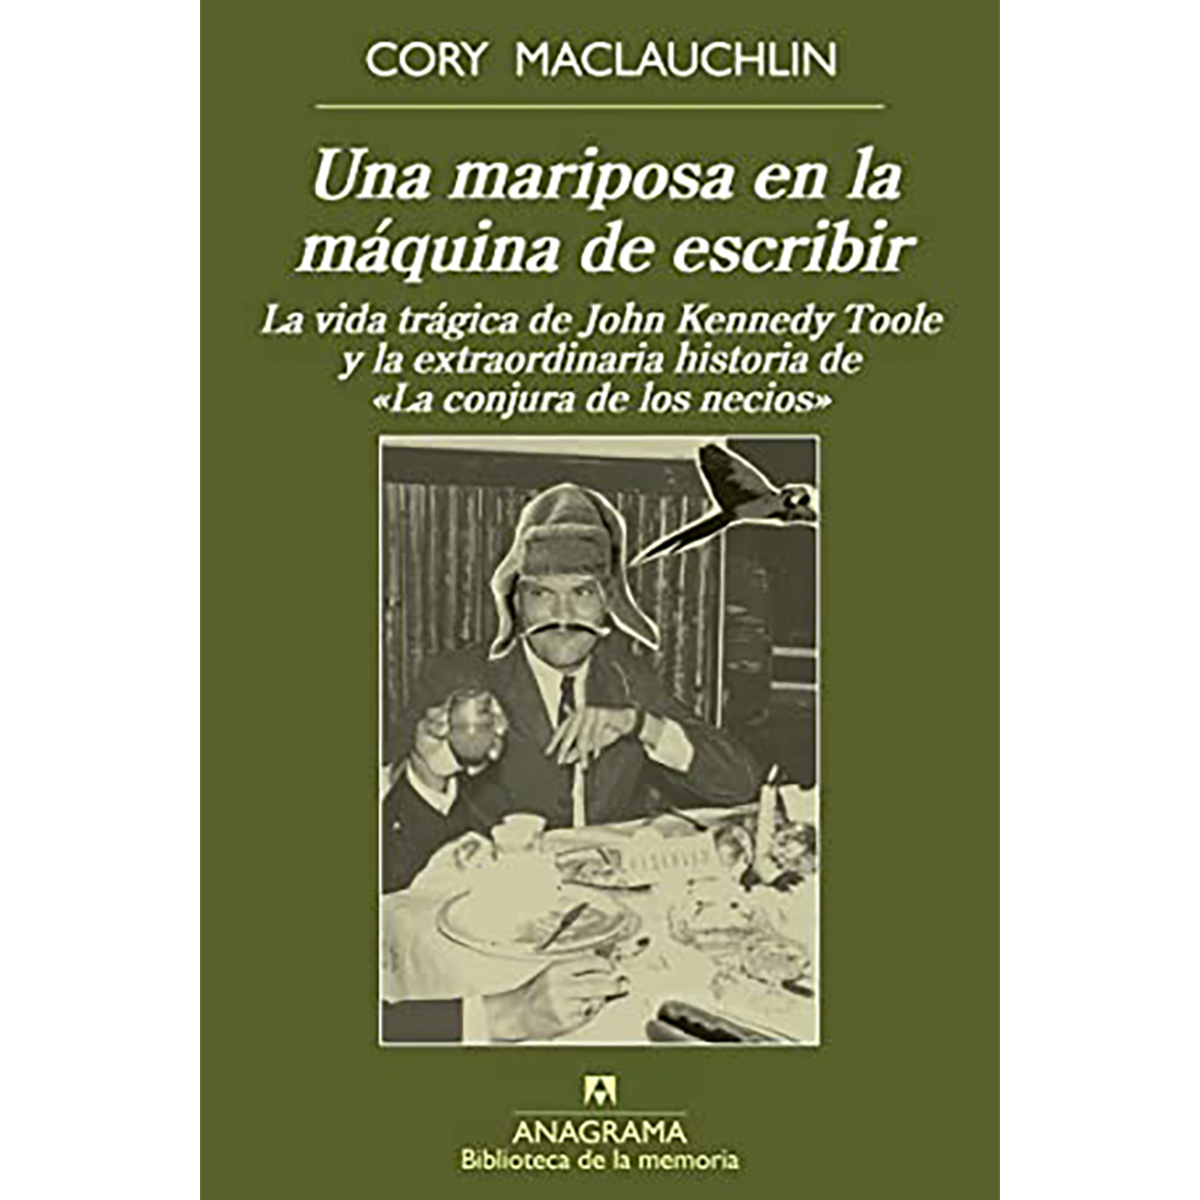 CORY MACLAUCHLIN
Una mariposa en la
máquina de escribir
La vida trágica de John Kennedy Toole
y la extraordinaria historia de
«La conjura de los necios»
RESERVED
ANAGRAMA
Biblioteca de la memoria